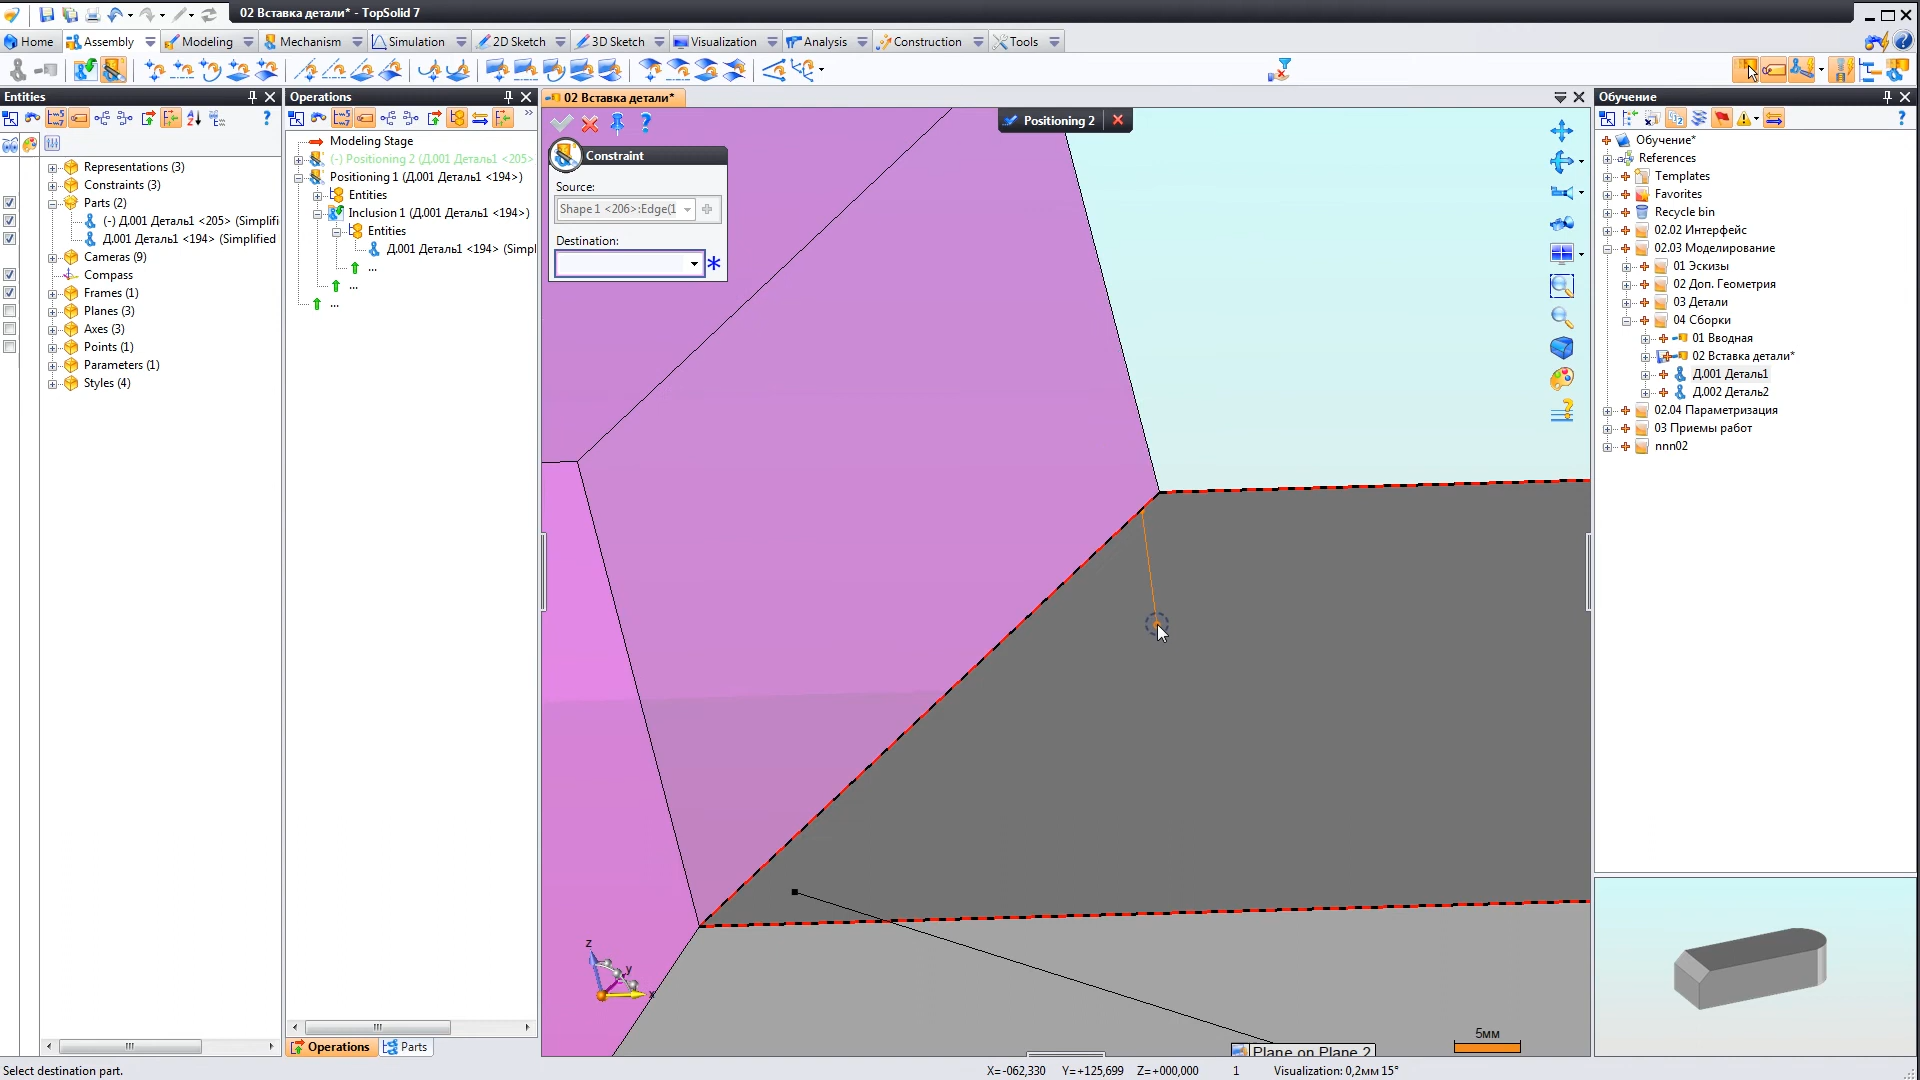 02 Вставка детали* - TopSolid 7
Home
Assembly
Modeling
Mechanism
Simulation
2D Sketch
3D Sketch
Visualization
Analysis
Construction
Tools
Entities
Representations (3)
Constraints (3)
Parts (2)
(-) Д.001 Деталь1 <205> (Simplifi
Д.001 Деталь1 <194> (Simplified
Cameras (9)
Compass
Frames (1)
Planes (3)
Axes (3)
Points (1)
Parameters (1)
Styles (4)
Operations
Modeling Stage
(-) Positioning 2 (Д.001 Деталь1 <205>
Positioning 1 (Д.001 Деталь1 <194>)
Entities
Inclusion 1 (Д.001 Деталь1 <194>)
Entities
Д.001 Деталь1 <194> (Simpl
...
...
...
Operations
Parts
02 Вставка детали*
Positioning 2
Constraint
Source:
Shape 1 <206>:Edge(1
Destination:
z
y
x
Plane on Plane 2
5мм
Обучение
Обучение*
References
Templates
Favorites
Recycle bin
02.02 Интерфейс
02.03 Моделирование
01 Эскизы
02 Доп. Геометрия
03 Детали
04 Сборки
01 Вводная
02 Вставка детали*
Д.001 Деталь1
Д.002 Деталь2
02.04 Параметризация
03 Приемы работ
nnn02
Select destination part.
X=-062,330 Y=+125,699 Z=+000,000
1
Visualization: 0,2мм 15°